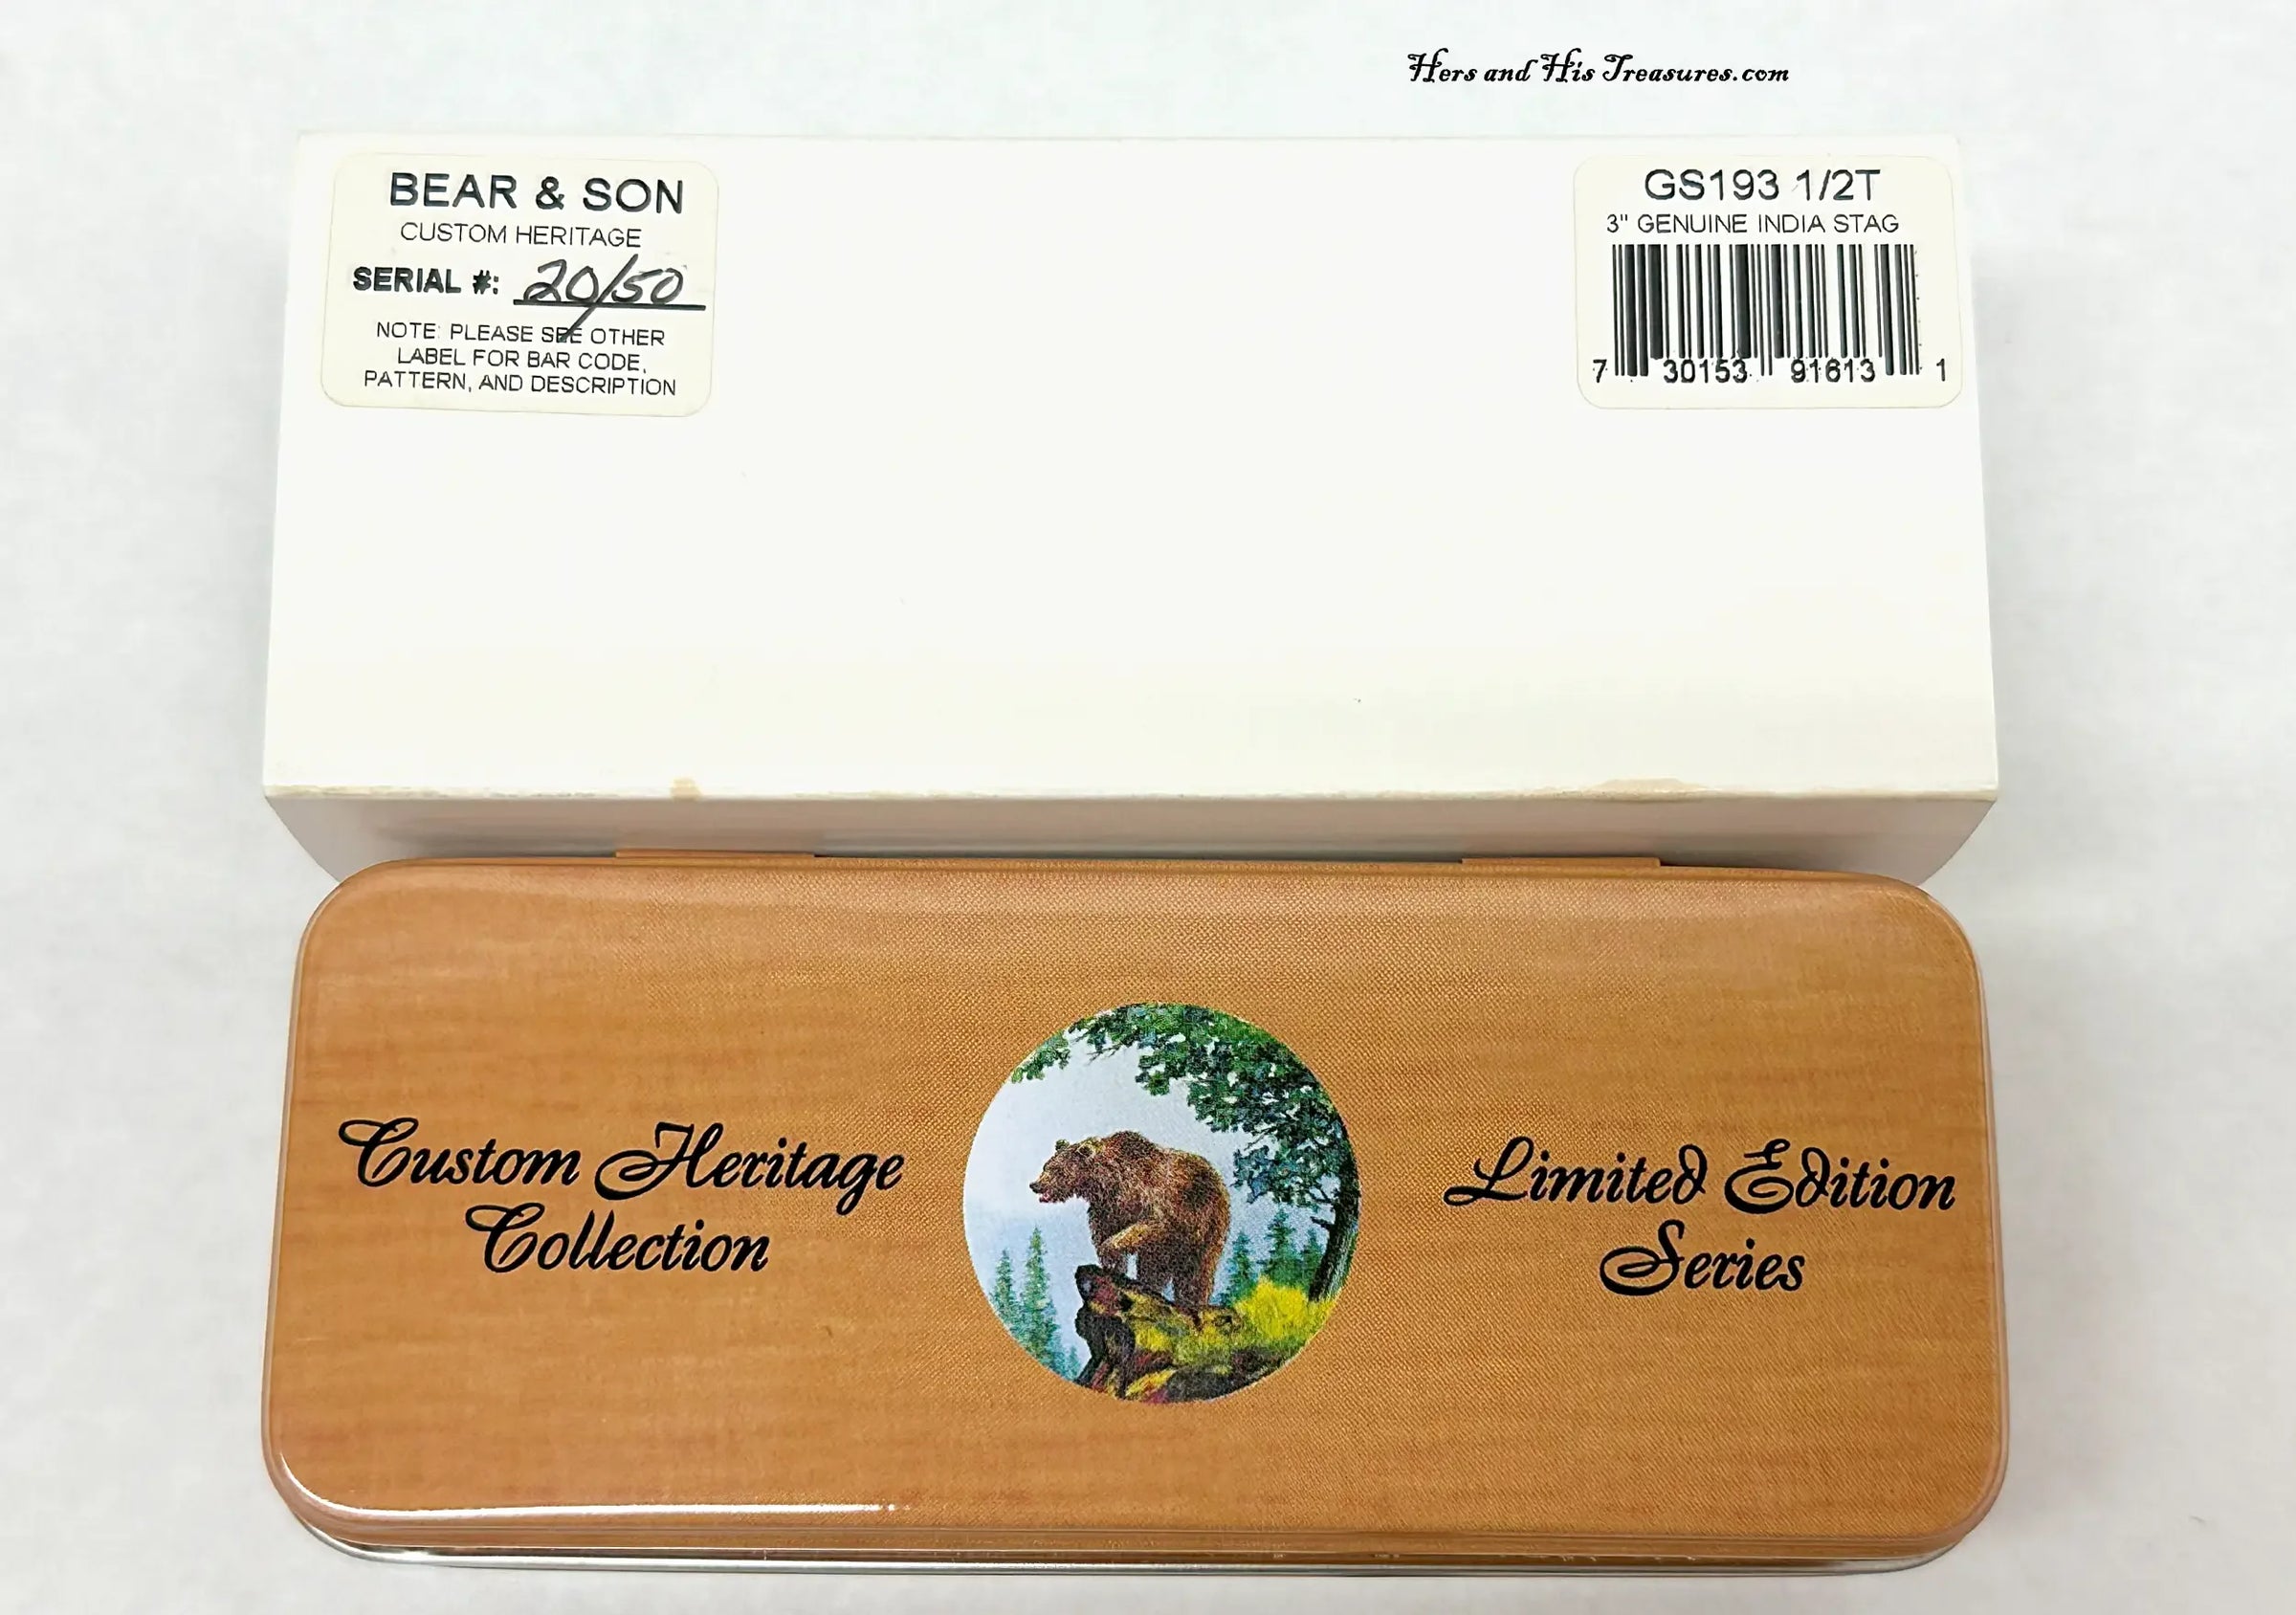 Hers and His Treasures.com
BEAR & SON
CUSTOM HERITAGE
SERIAL #: 20/50
NOTE: PLEASE SEE OTHER
LABEL FOR BAR CODE,
PATTERN, AND DESCRIPTION
GS193 1/2T
3" GENUINE INDIA STAG
7 30153 91613 1
Custom Heritage
Collection
Limited Edition
Series